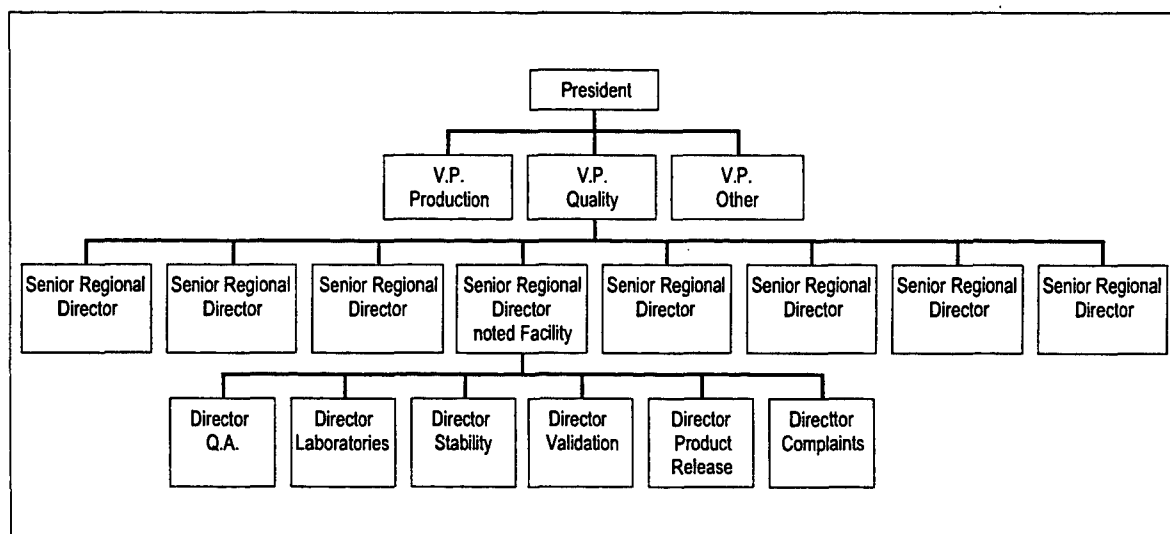 President
V.P.
Production
V.P.
Quality
V.P.
Other
Senior Regional
Director
Senior Regional
Director
Senior Regional
Director
Senior Regional
Director
noted Facility
Senior Regional
Director
Senior Regional
Director
Senior Regional
Director
Senior Regional
Director
Director
Q.A.
Director
Laboratories
Director
Stability
Director
Validation
Director
Product
Release
Directtor
Complaints